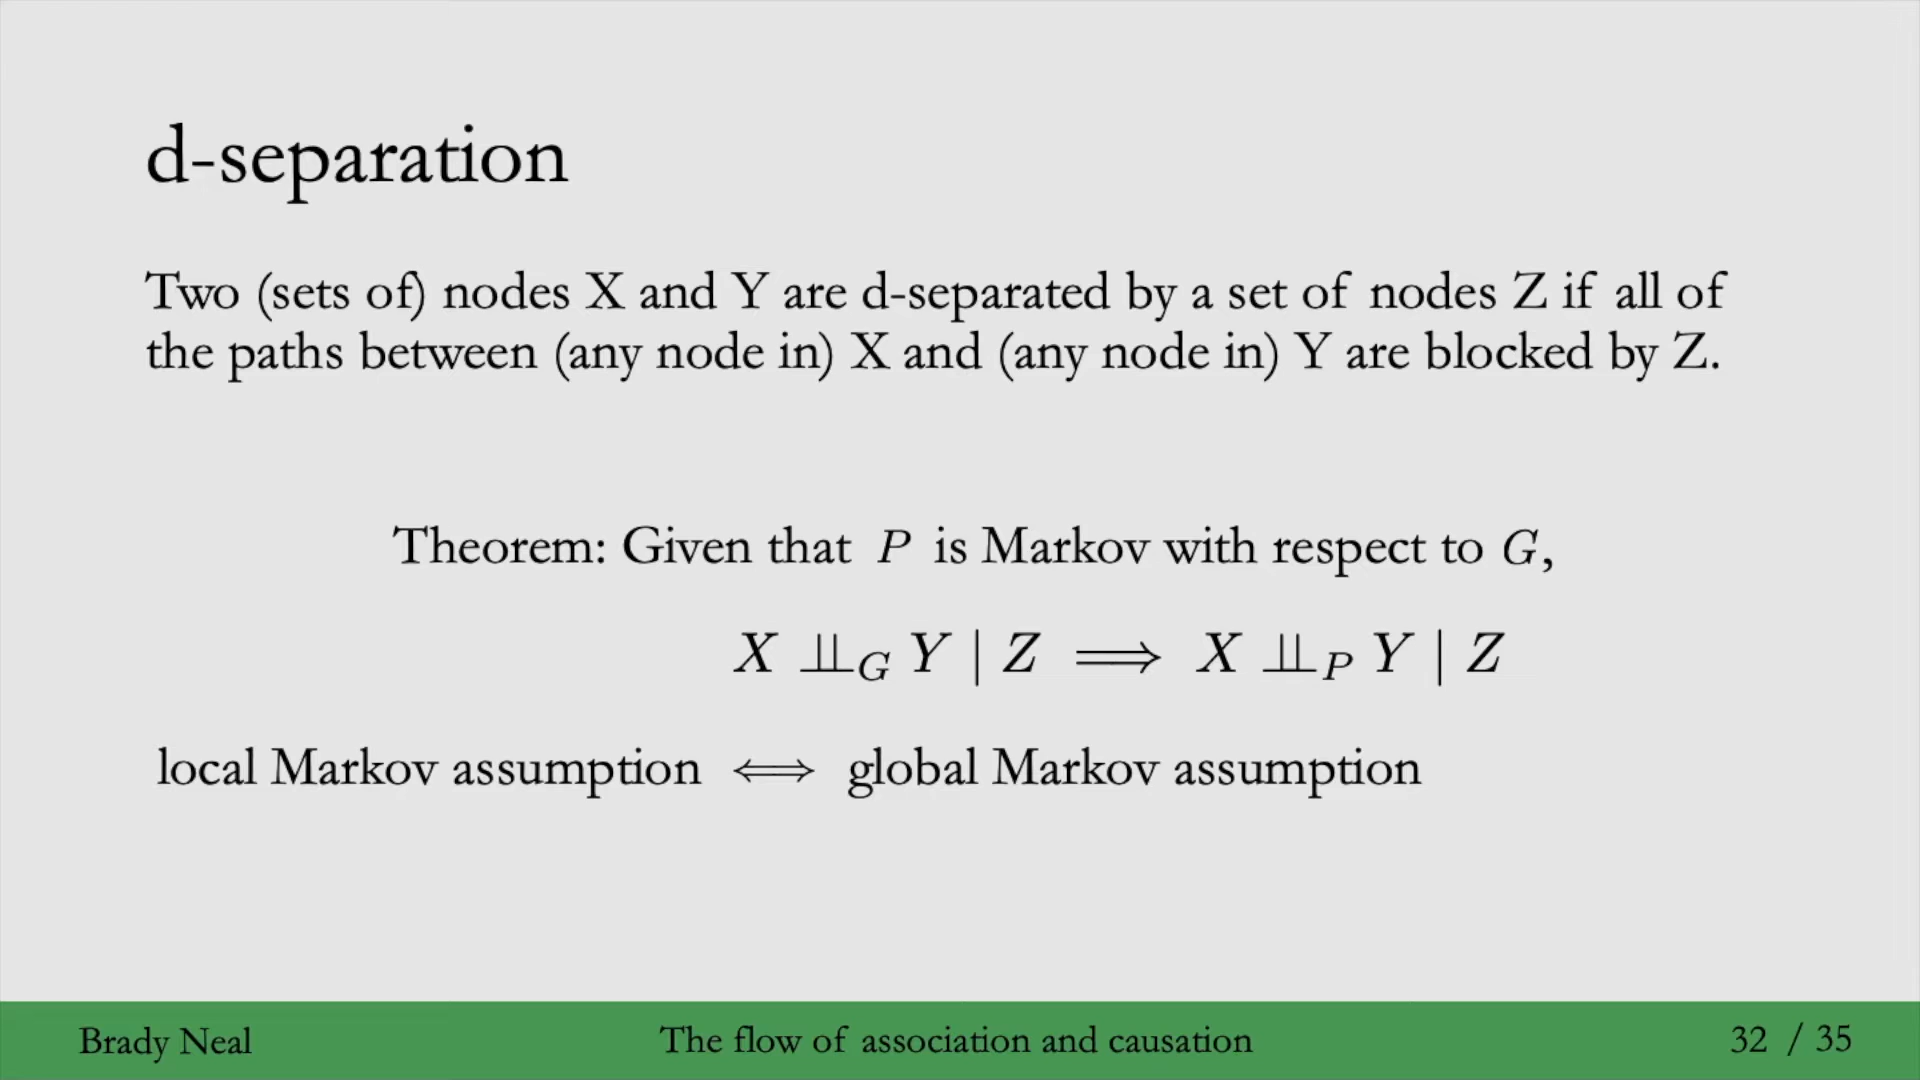 d-separation
Two (sets of) nodes X and Y are d-separated by a set of nodes Z if all of
the paths between (any node in) X and (any node in) Y are blocked by Z.
Theorem: Given that P is Markov with respect to G,
X ⫫_G Y | Z ⟹ X ⫫_P Y | Z
local Markov assumption ⟺ global Markov assumption
Brady Neal
The flow of association and causation
32 / 35